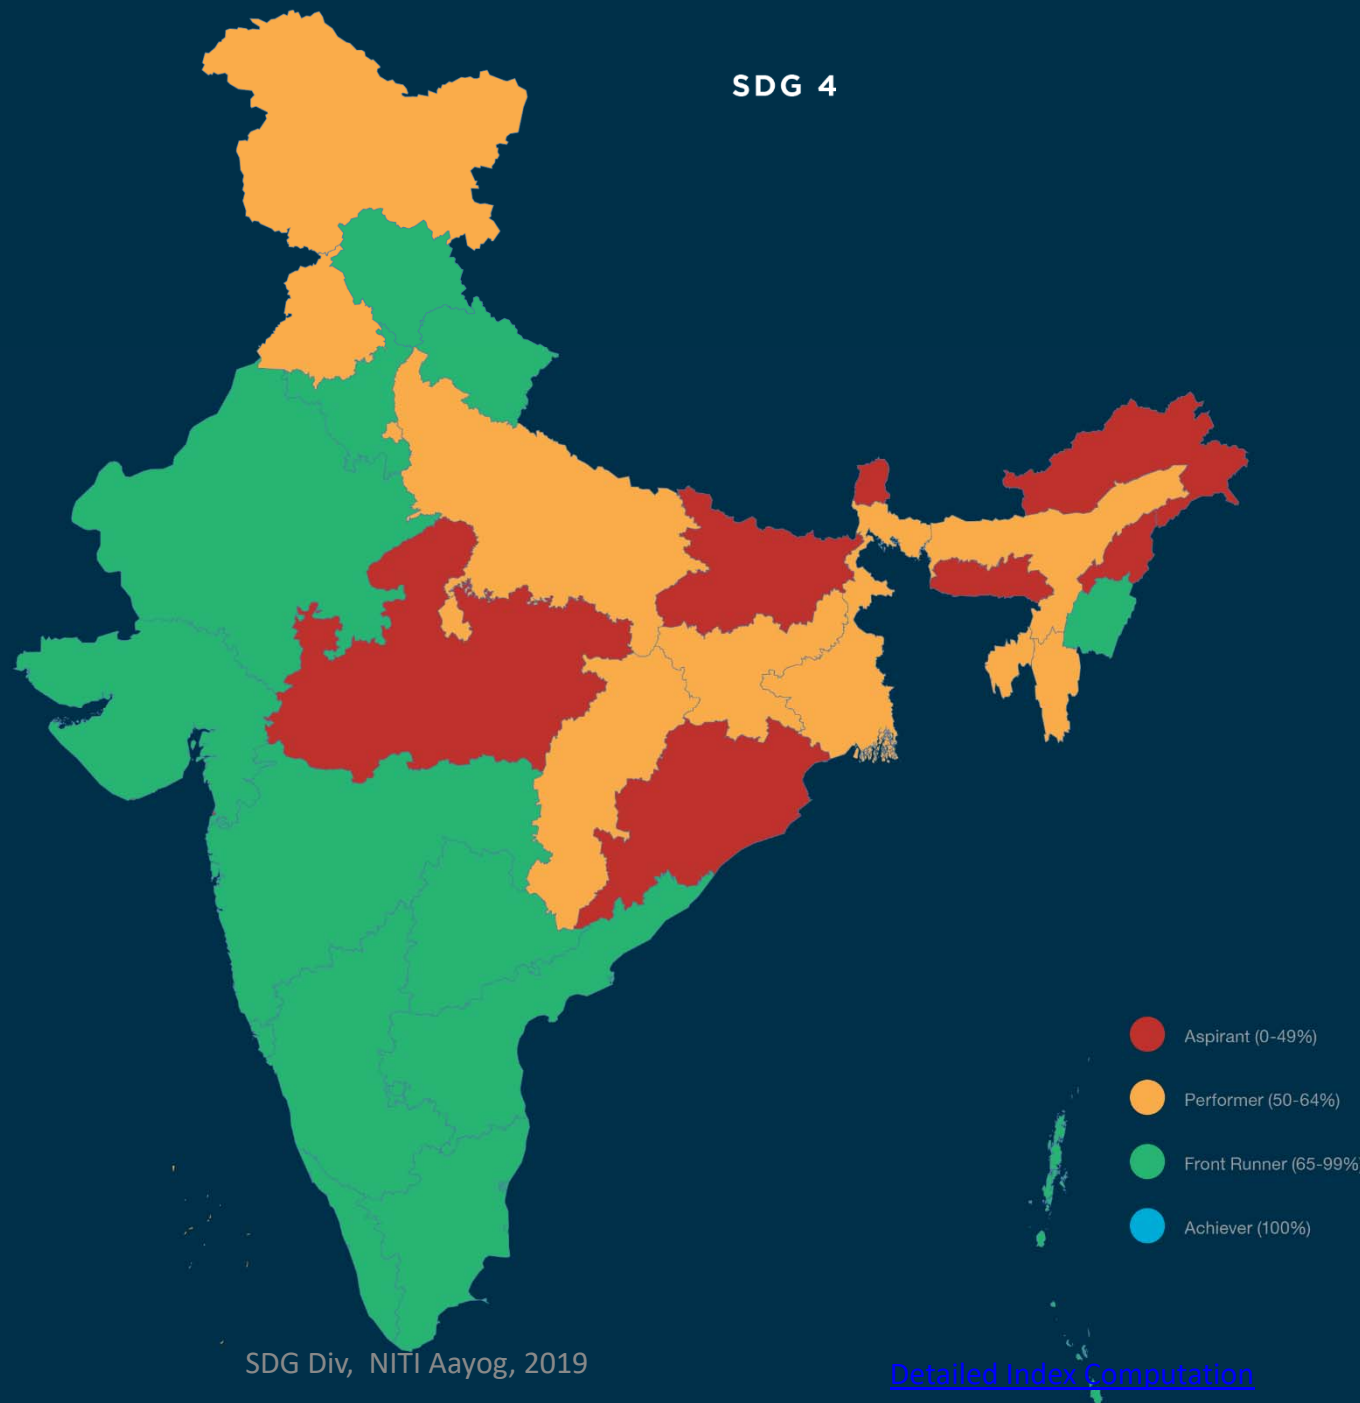 SDG 4
Aspirant (0-49%)
Performer (50-64%)
Front Runner (65-99%)
Achiever (100%)
SDG Div, NITI Aayog, 2019
Detailed Index Computation